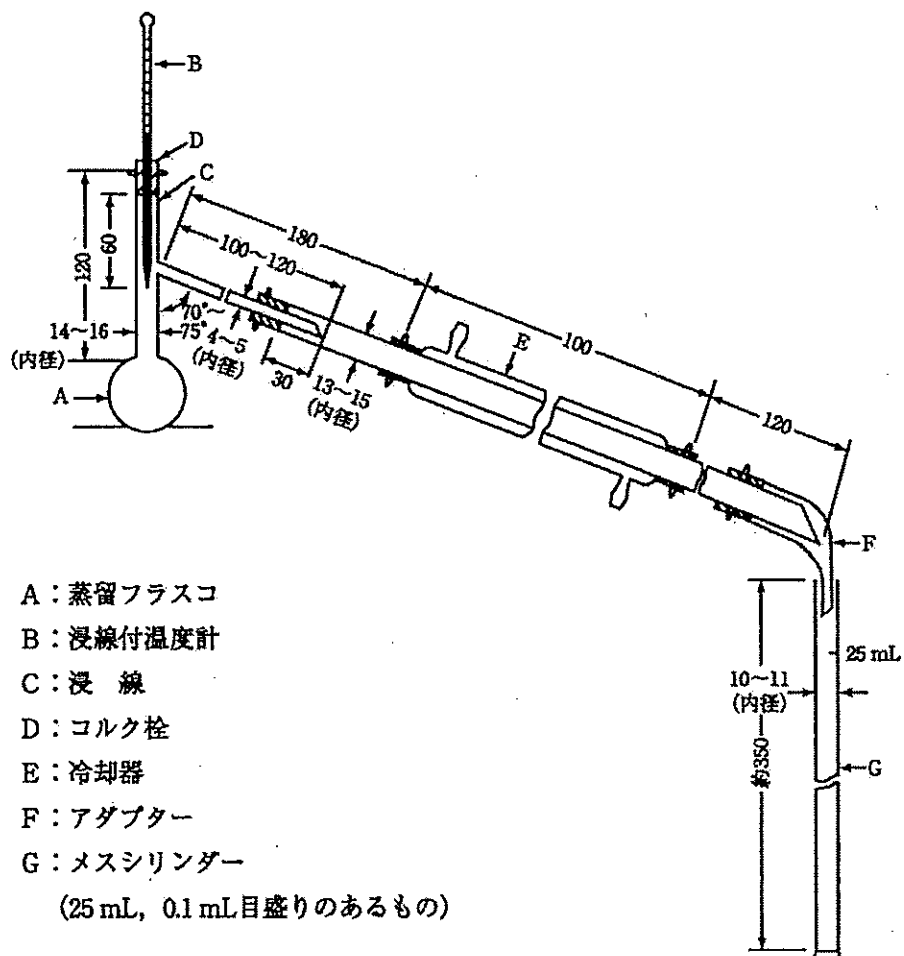 B
D
C
180
100~120
60
120
70°~
75°
14~16
(内径)
4~5
(内径)
30
13~15
(内径)
E
100
120
A
F
25 mL
10~11
(内径)
約350
G
A:蒸留フラスコ
B:浸線付温度計
C:浸 線
D:コルク栓
E:冷却器
F:アダプター
G:メスシリンダー
(25 mL, 0.1 mL目盛りのあるもの)